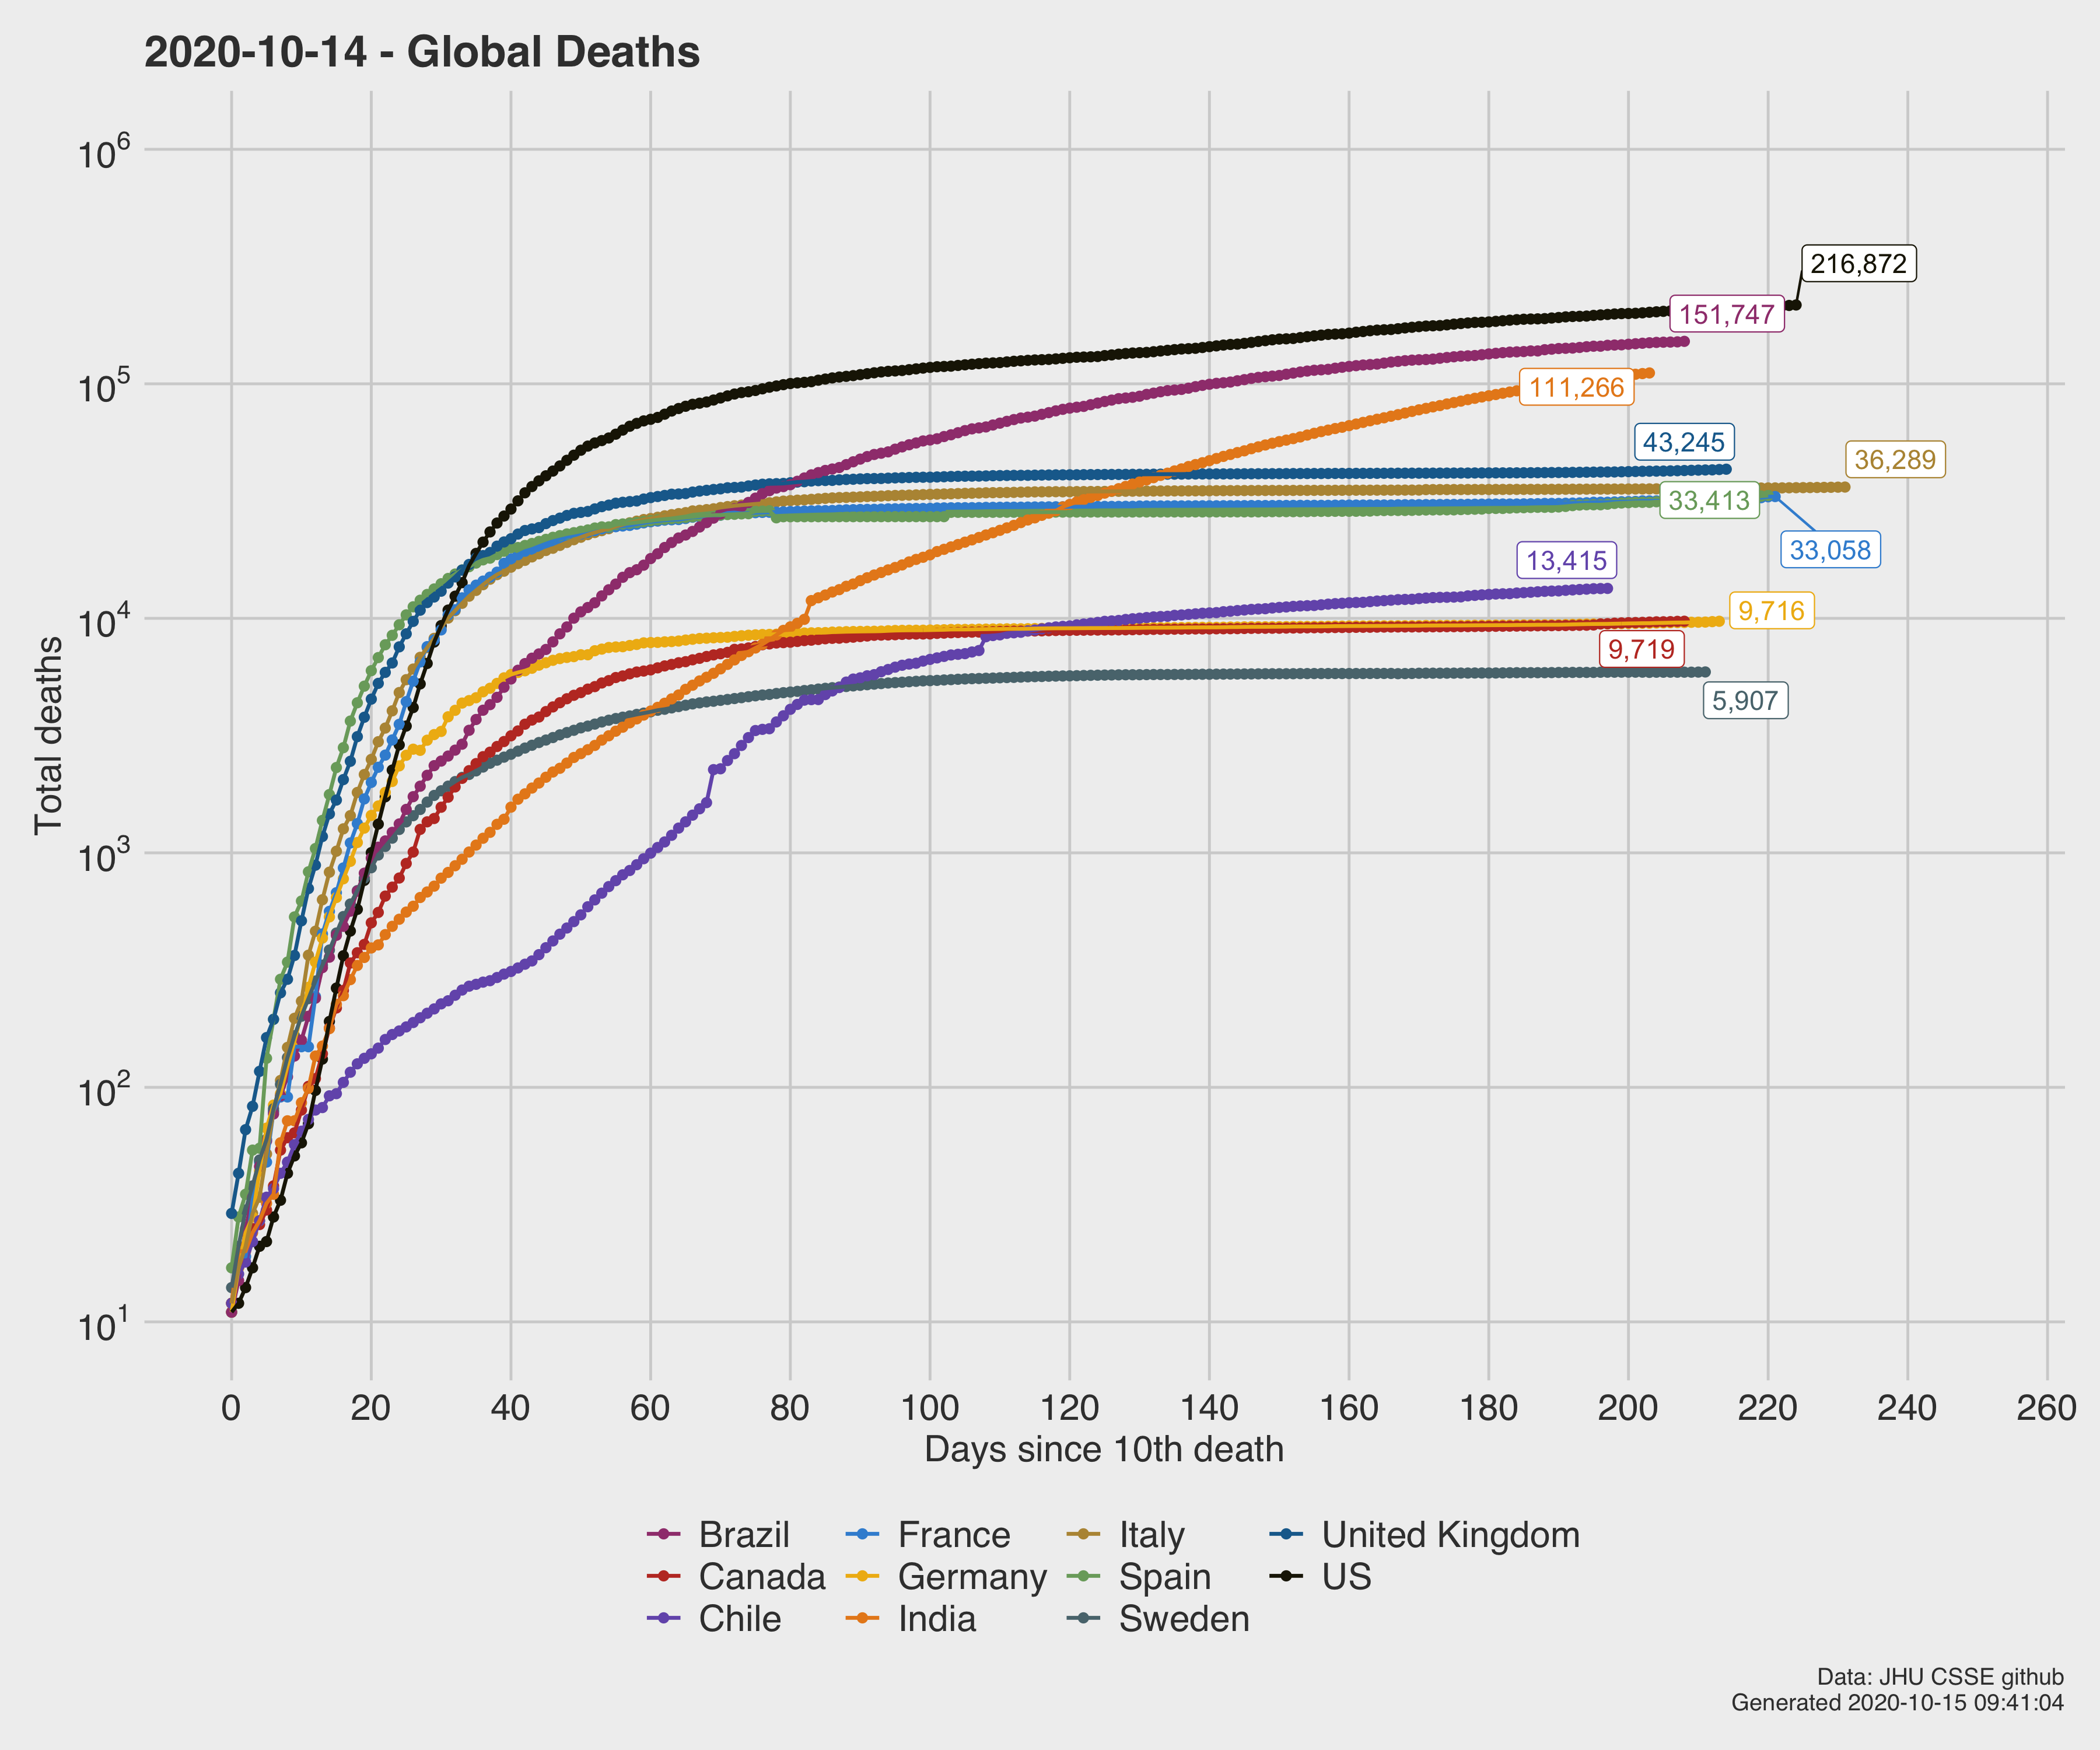 2020-10-14 - Global Deaths
10^6
10^5
10^4
10^3
10^2
10^1
Total deaths
216,872
151,747
111,266
43,245
36,289
33,413
33,058
13,415
9,716
9,719
5,907
0 20 40 60 80 100 120 140 160 180 200 220 240 260
Days since 10th death
Brazil France Italy United Kingdom
Canada Germany Spain US
Chile India Sweden
Data: JHU CSSE github
Generated 2020-10-15 09:41:04